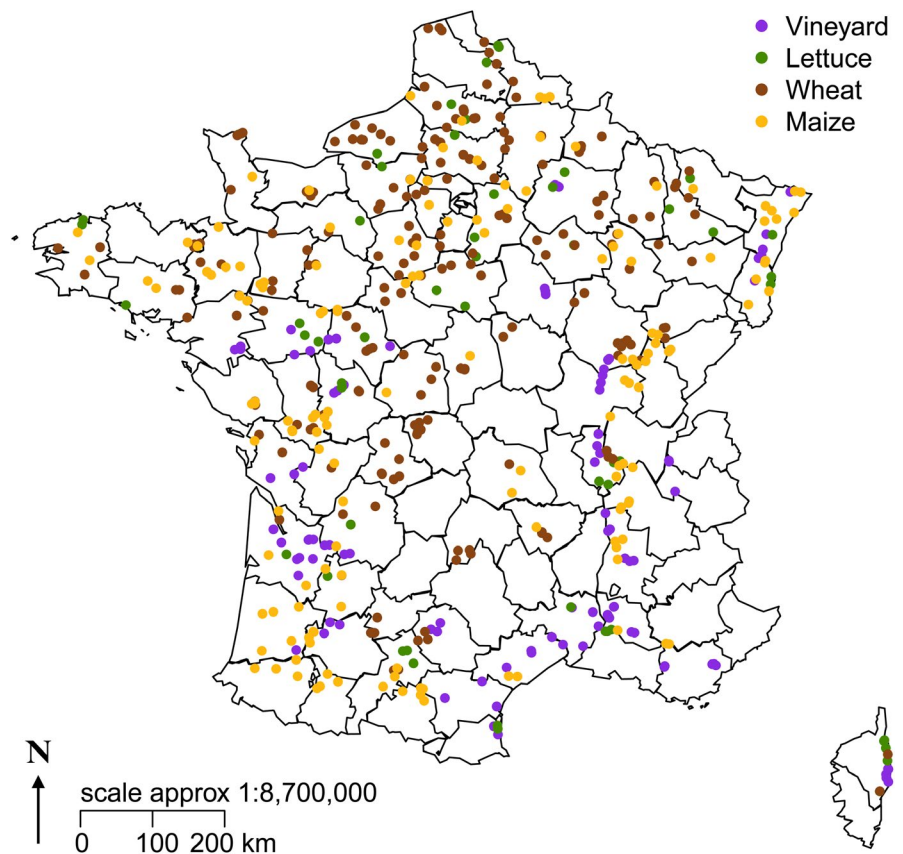 Vineyard
Lettuce
Wheat
Maize
N
scale approx 1:8,700,000
0 100 200 km